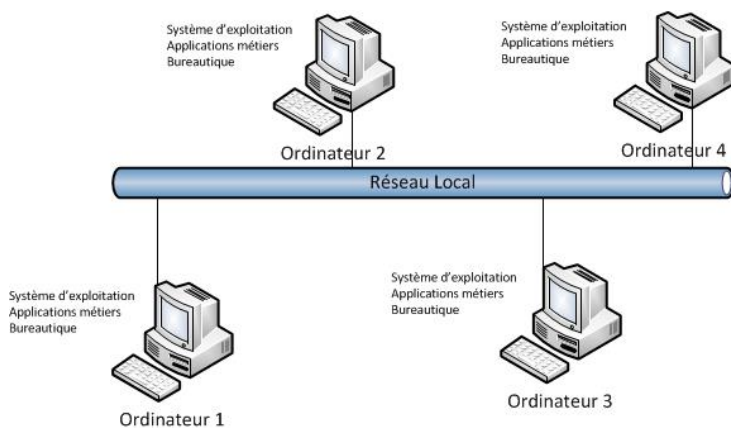 Système d'exploitation
Applications métiers
Bureautique
Ordinateur 2
Système d'exploitation
Applications métiers
Bureautique
Ordinateur 4
Réseau Local
Système d'exploitation
Applications métiers
Bureautique
Ordinateur 1
Système d'exploitation
Applications métiers
Bureautique
Ordinateur 3